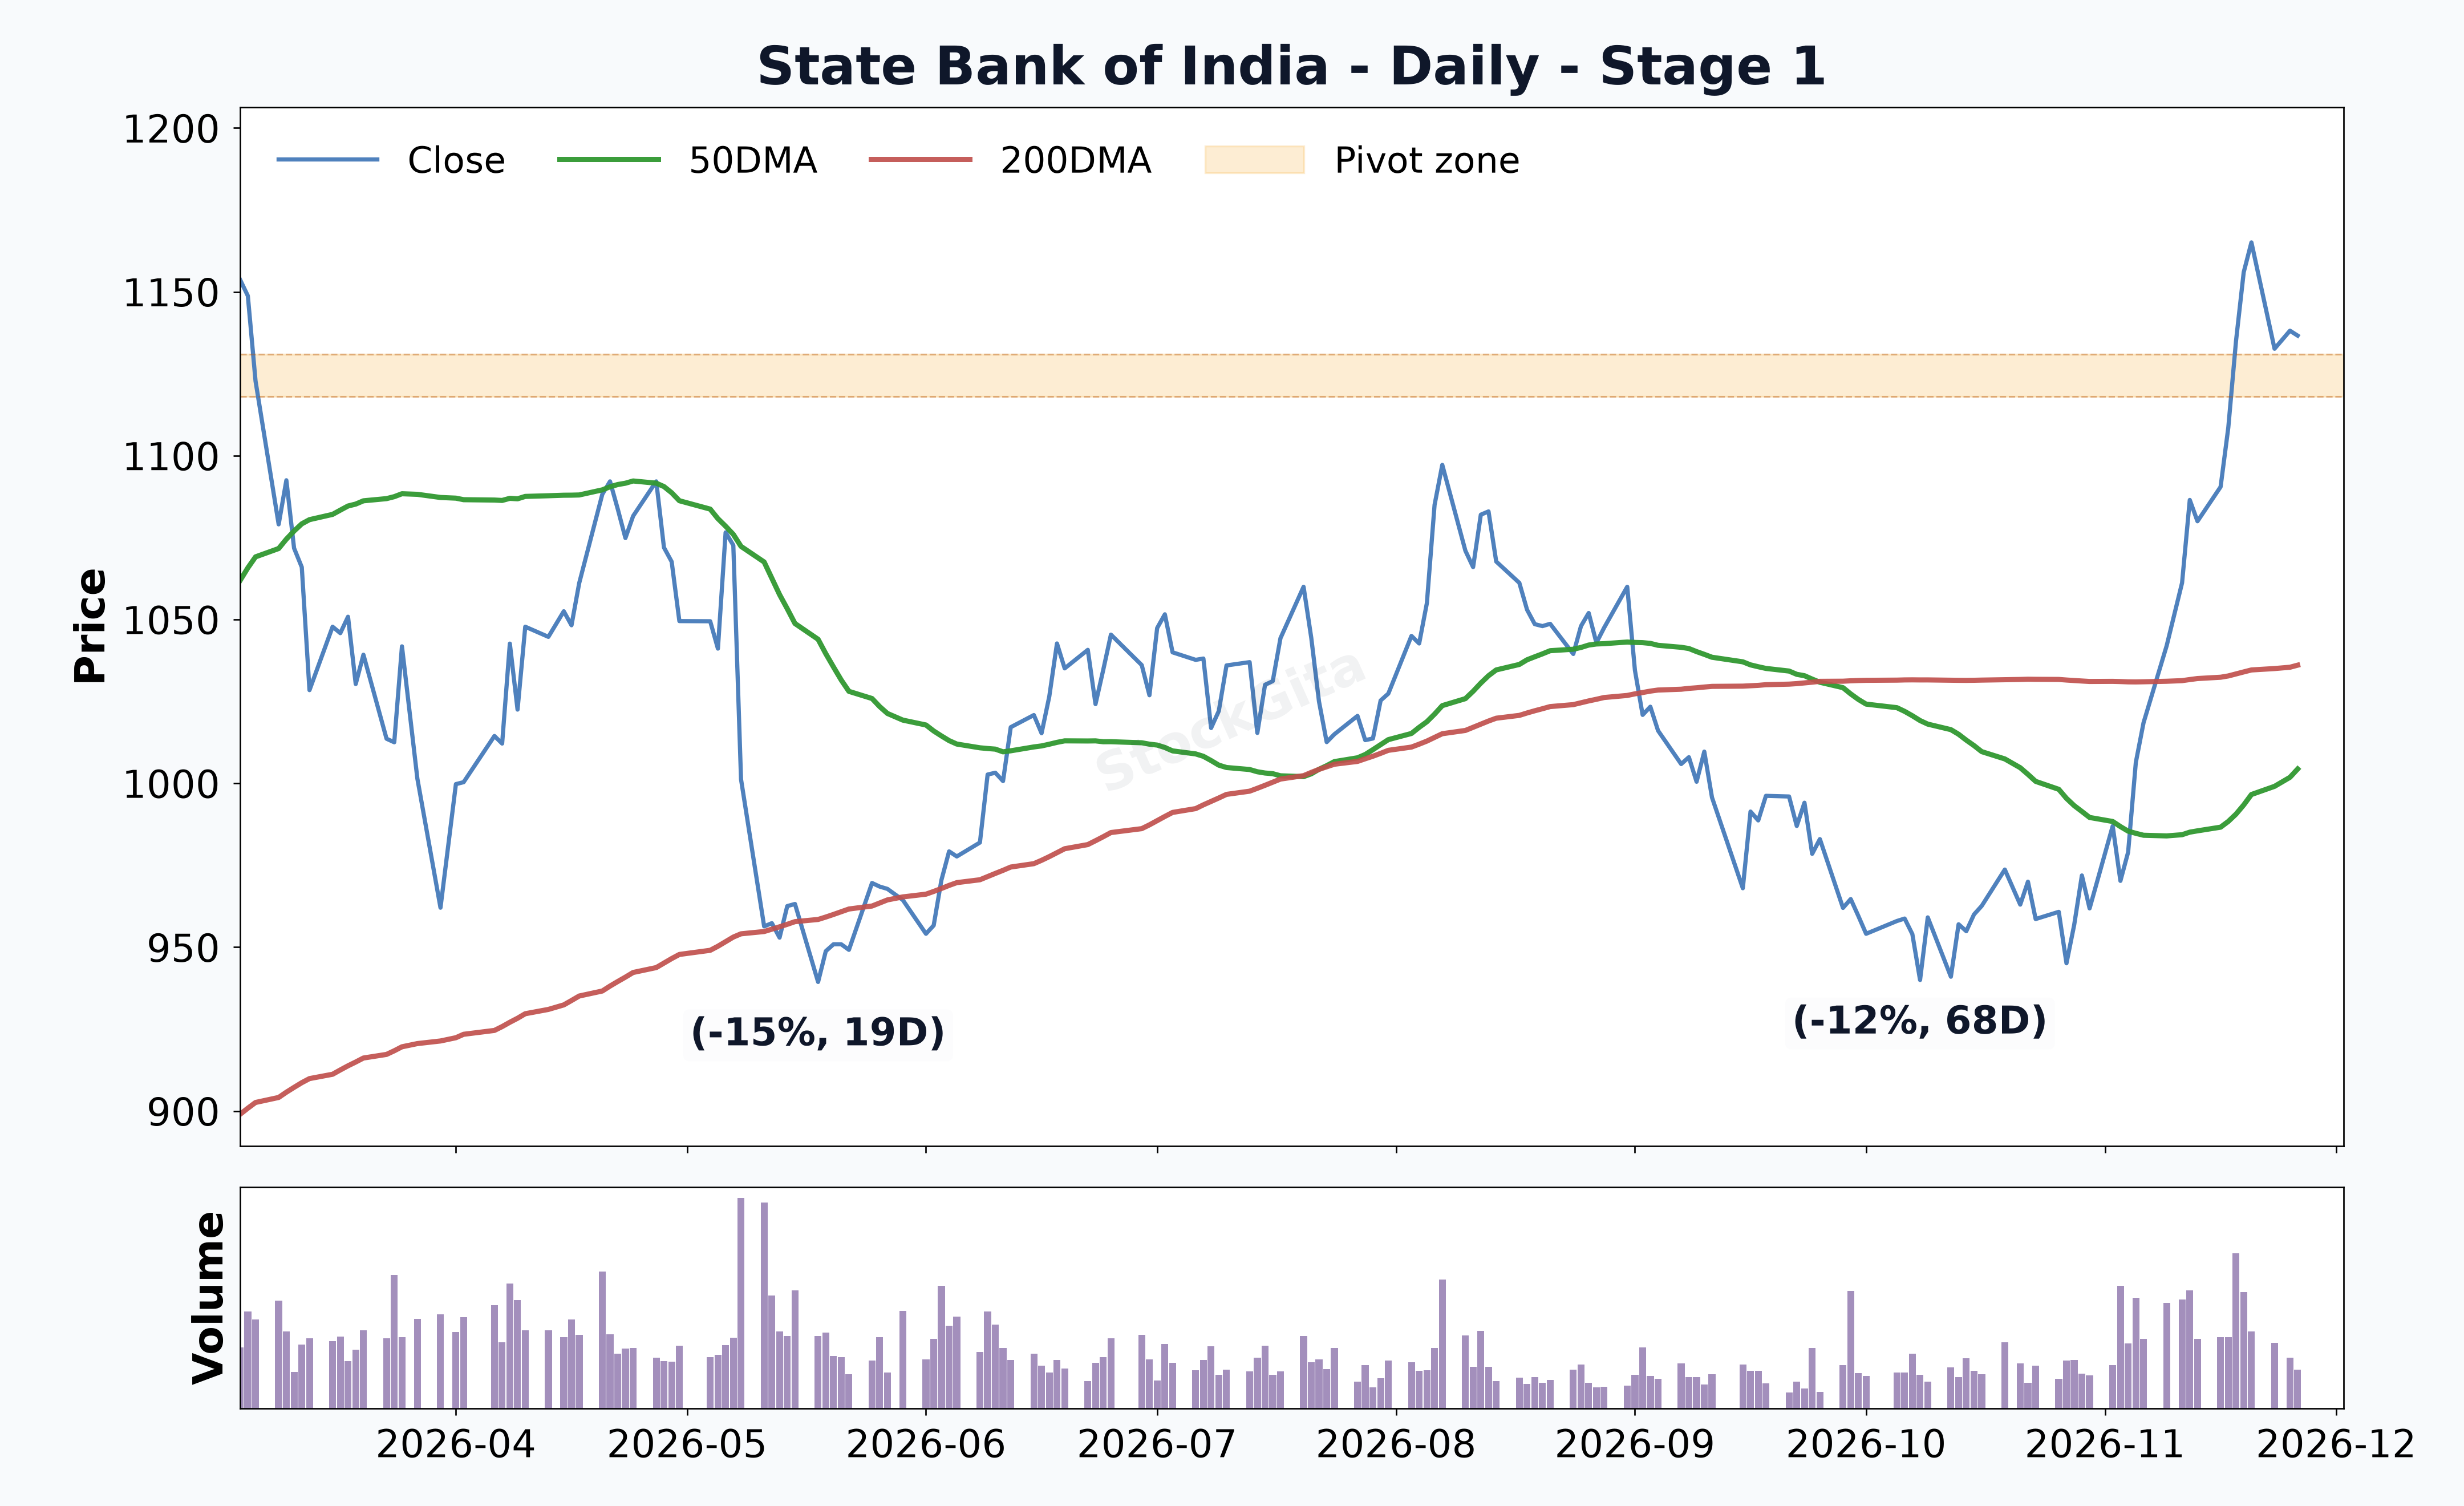 State Bank of India - Daily - Stage 1
Close 50DMA 200DMA Pivot zone
1200
1150
1100
1050
1000
950
900
Price
StockGita
(-15%, 19D)
(-12%, 68D)
Volume
2026-04 2026-05 2026-06 2026-07 2026-08 2026-09 2026-10 2026-11 2026-12